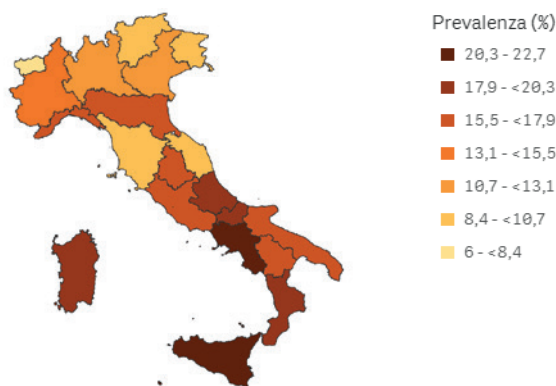 Prevalenza (%)
20,3 - 22,7
17,9 - <20,3
15,5 - <17,9
13,1 - <15,5
10,7 - <13,1
8,4 - <10,7
6 - <8,4